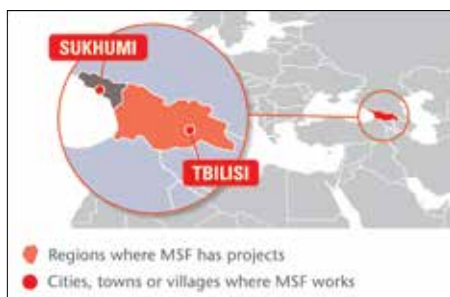 SUKHUMI
TBILISI
Regions where MSF has projects
Cities, towns or villages where MSF works